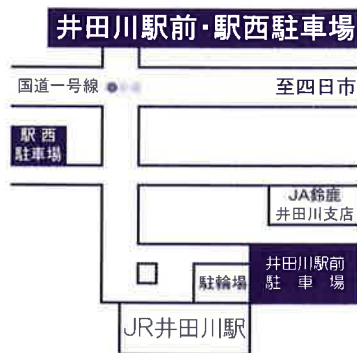 井田川駅前・駅西駐車場
国道一号線
至四日市
駅西
駐車場
JA鈴鹿
井田川支店
井田川駅前
駐車場
駐輪場
JR井田川駅